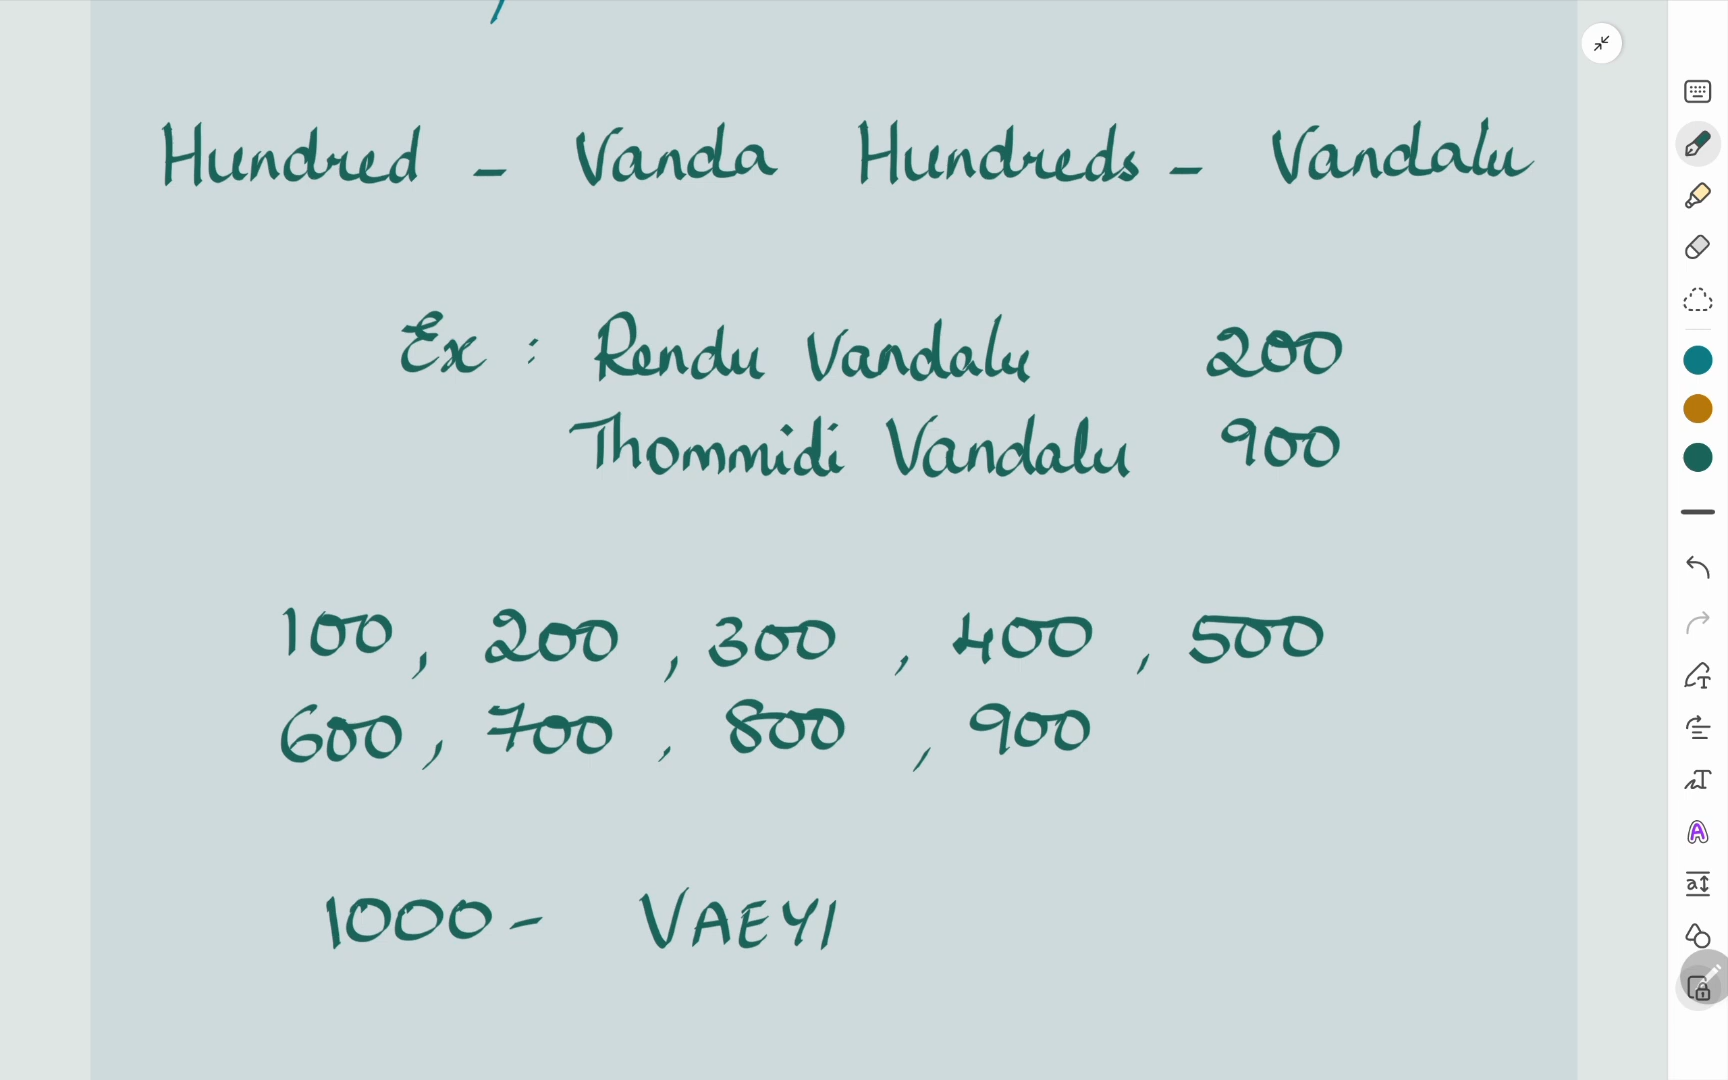 Hundred - Vanda Hundreds - Vandalu
Ex : Rendu Vandalu 200
Thommidi Vandalu 900
100, 200, 300, 400, 500
600, 700, 800, 900
1000 - VAEYI